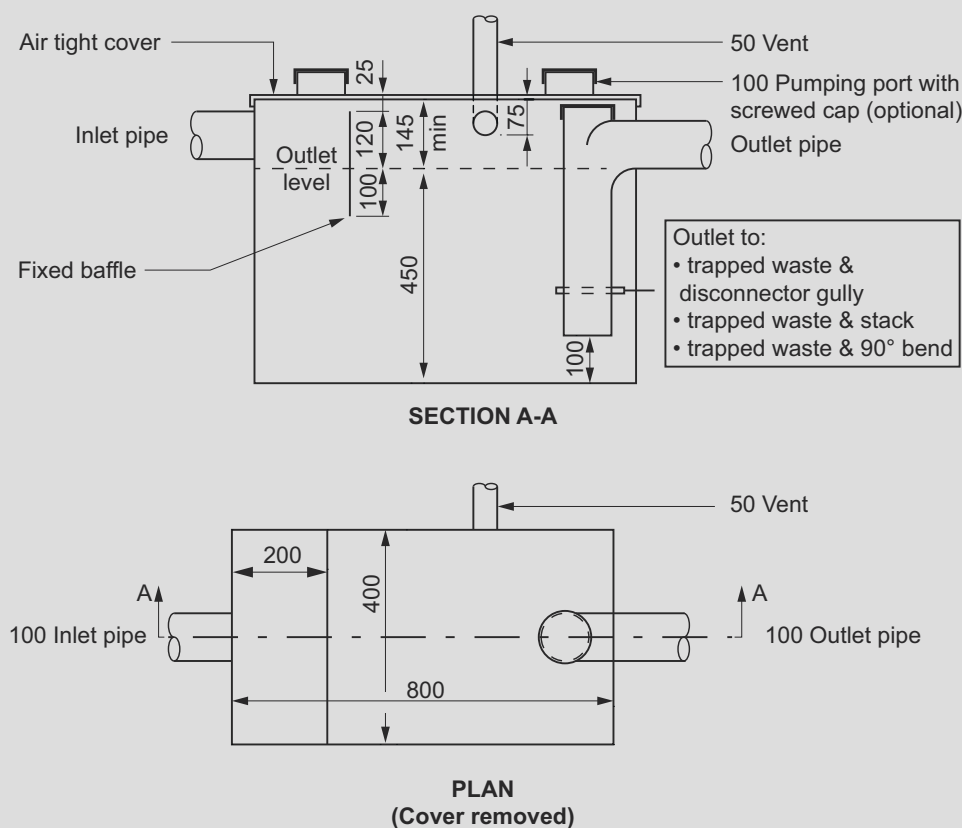 Air tight cover
50 Vent
25
100 Pumping port with
screwed cap (optional)
Inlet pipe
120
145
min
75
Outlet pipe
Outlet
level
100
Fixed baffle
450
Outlet to:
• trapped waste &
disconnector gully
• trapped waste & stack
• trapped waste & 90° bend
100
SECTION A-A
50 Vent
200
400
A
A
100 Inlet pipe
100 Outlet pipe
800
PLAN
(Cover removed)